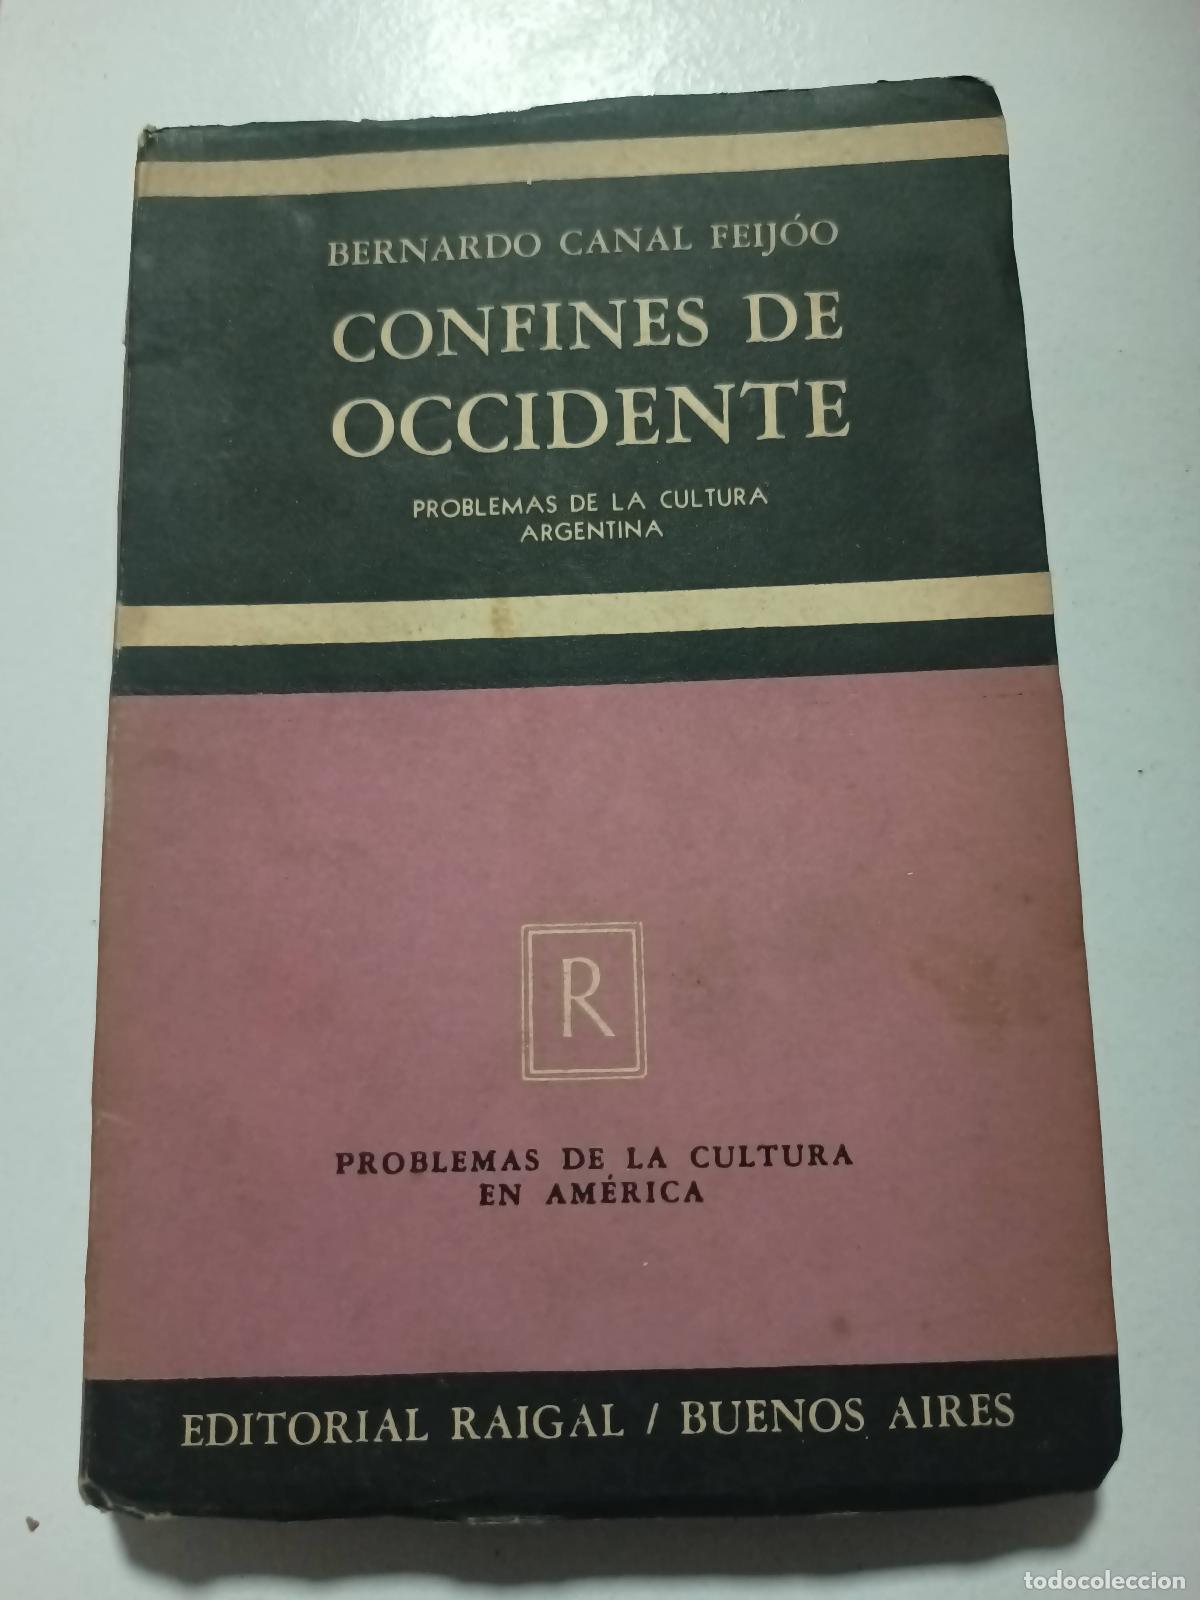 BERNARDO CANAL FEIJÓO
CONFINES DE
OCCIDENTE
PROBLEMAS DE LA CULTURA
ARGENTINA
R
PROBLEMAS DE LA CULTURA
EN AMÉRICA
EDITORIAL RAIGAL / BUENOS AIRES
todocoleccion